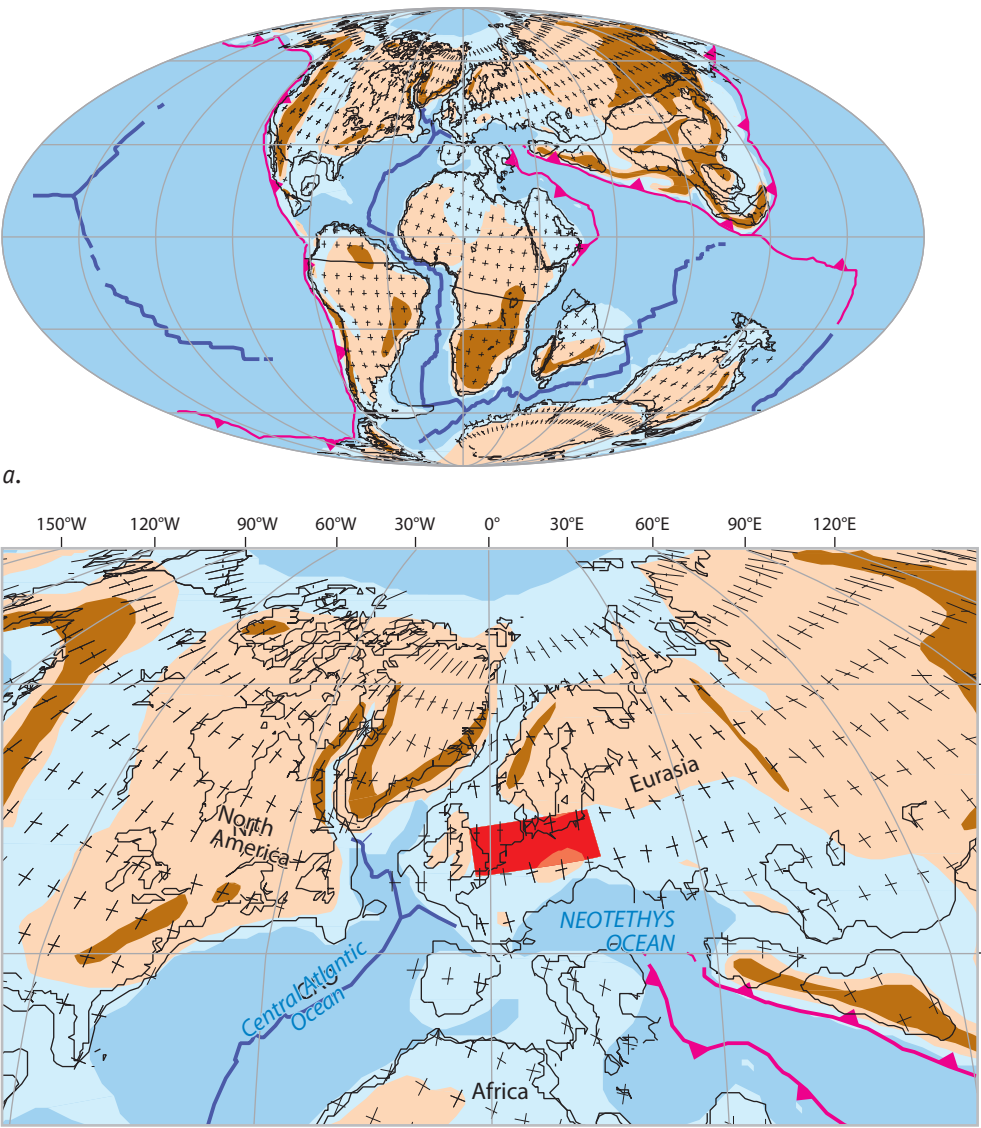 a.
150°W 120°W 90°W 60°W 30°W 0° 30°E 60°E 90°E 120°E
Eurasia
North
America
NEOTETHYS
OCEAN
Central Atlantic
Ocean
CAO
Africa